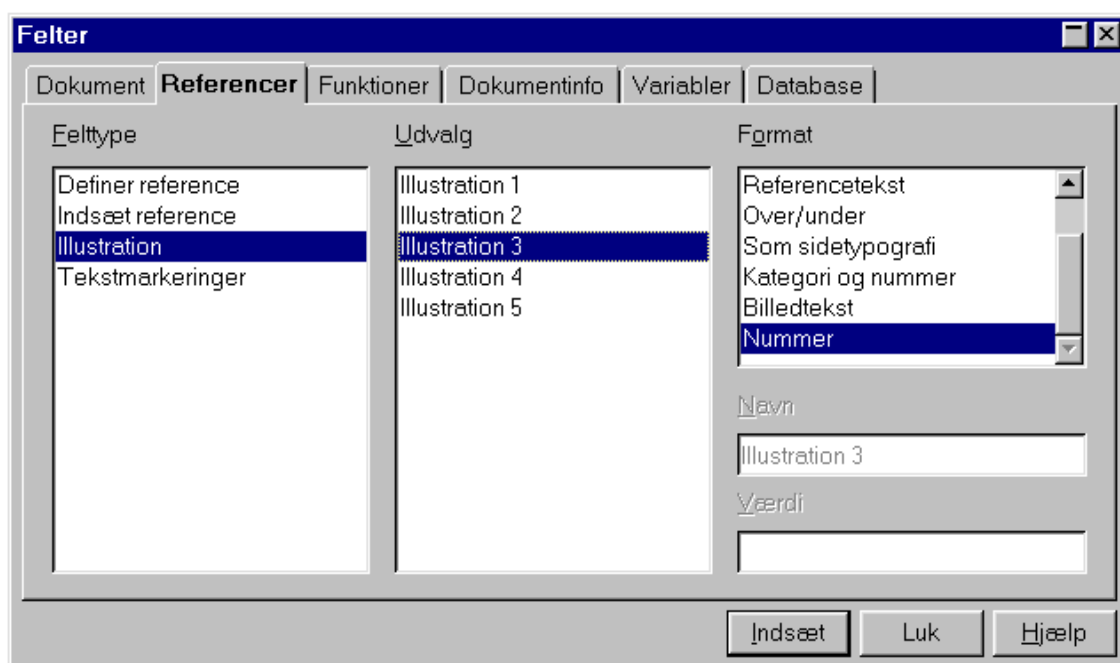 Felter
Dokument Referencer Funktioner Dokumentinfo Variabler Database
Felttype
Definer reference
Indsæt reference
Illustration
Tekstmarkeringer
Udvalg
Illustration 1
Illustration 2
Illustration 3
Illustration 4
Illustration 5
Format
Referencetekst
Over/under
Som sidetypografi
Kategori og nummer
Billedtekst
Nummer
Navn
Illustration 3
Værdi
Indsæt Luk Hjælp